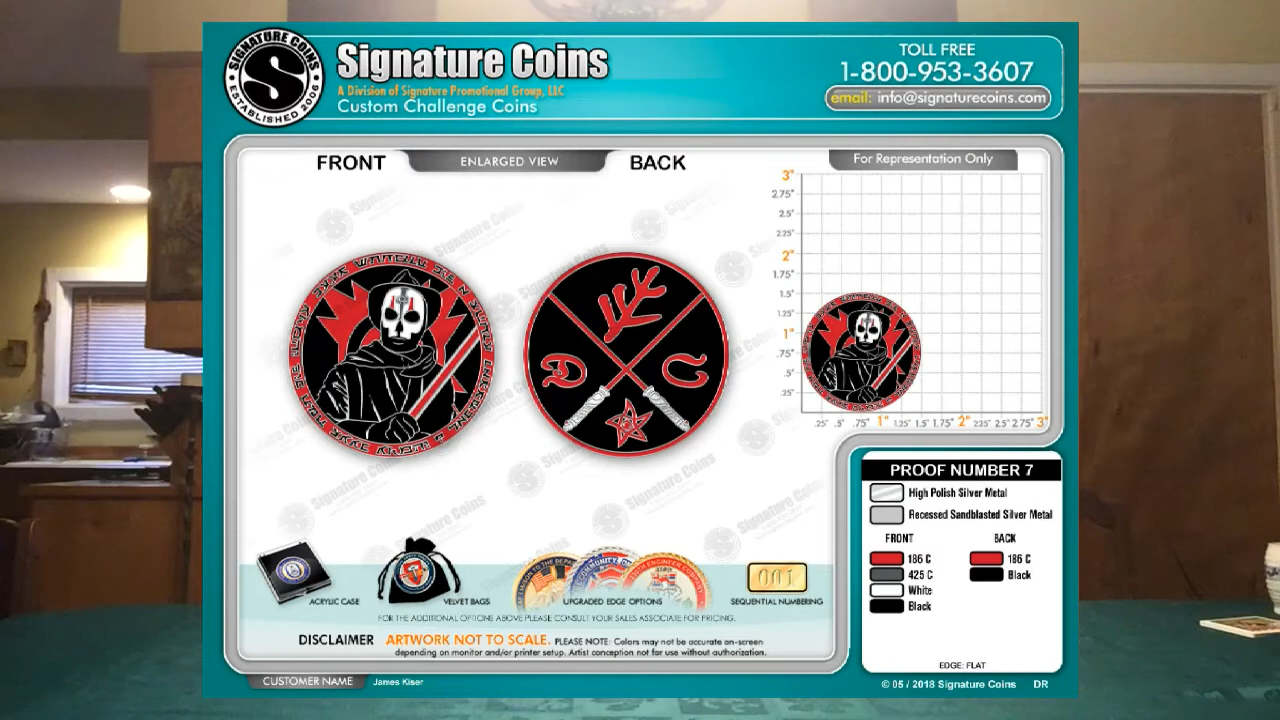 SIGNATURE COINS
ESTABLISHED 2006
Signature Coins
A Division of Signature Promotional Group, LLC
Custom Challenge Coins
TOLL FREE
1-800-953-3607
email: info@signaturecoins.com
FRONT
ENLARGED VIEW
BACK
For Representation Only
3"
2.75"
2.5"
2.25"
2"
1.75"
1.5"
1.25"
1"
.75"
.5"
.25"
.25" .5" .75" 1" 1.25" 1.5" 1.75" 2" 2.25" 2.5" 2.75" 3"
Signature Coins
PROOF NUMBER 7
High Polish Silver Metal
Recessed Sandblasted Silver Metal
FRONT BACK
186 C 186 C
425 C Black
White
Black
EDGE: FLAT
001
ACRYLIC CASE
VELVET BAGS
UPGRADED EDGE OPTIONS
SEQUENTIAL NUMBERING
FOR THE ADDITIONAL OPTIONS ABOVE PLEASE CONSULT YOUR SALES ASSOCIATE FOR PRICING.
DISCLAIMER ARTWORK NOT TO SCALE. PLEASE NOTE: Colors may not be accurate on-screen
depending on monitor and/or printer setup. Artist conception not for use without authorization.
CUSTOMER NAME James Kiser
© 05 / 2018 Signature Coins DR